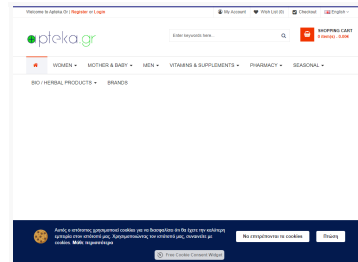 Welcome to Apteka Gr | Register or Login
My Account
Wish List (0)
Checkout
English
apteka.gr
Enter keywords here...
SHOPPING CART
0 item(s) - 0.00€
WOMEN
MOTHER & BABY
MEN
VITAMINS & SUPPLEMENTS
PHARMACY
SEASONAL
BIO / HERBAL PRODUCTS
BRANDS
Αυτός ο ιστότοπος χρησιμοποιεί cookies για να διασφαλίσει ότι θα έχετε την καλύτερη
εμπειρία στον ιστότοπό μας. Χρησιμοποιώντας τον ιστότοπό μας, συναινείτε με
cookies. Μάθε περισσότερα
Να επιτρέπονται τα cookies
Πτώση
Free Cookie Consent Widget